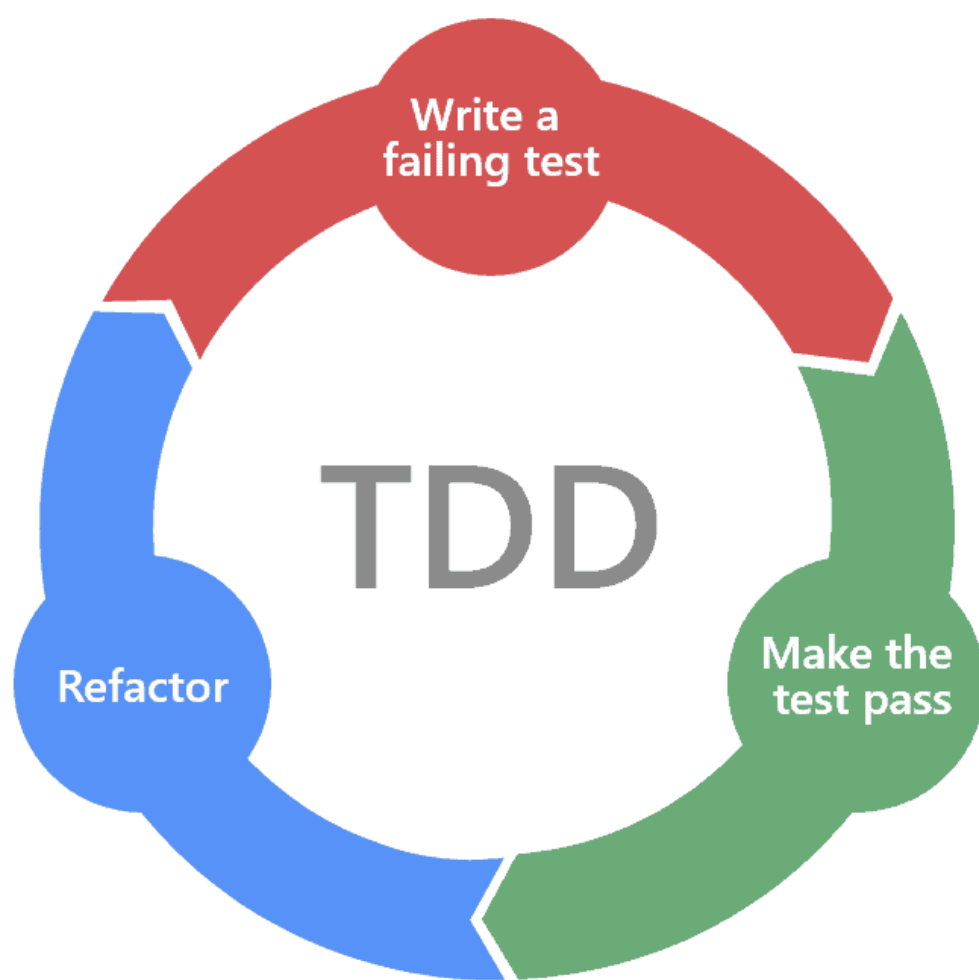 Write a
failing test
TDD
Make the
test pass
Refactor